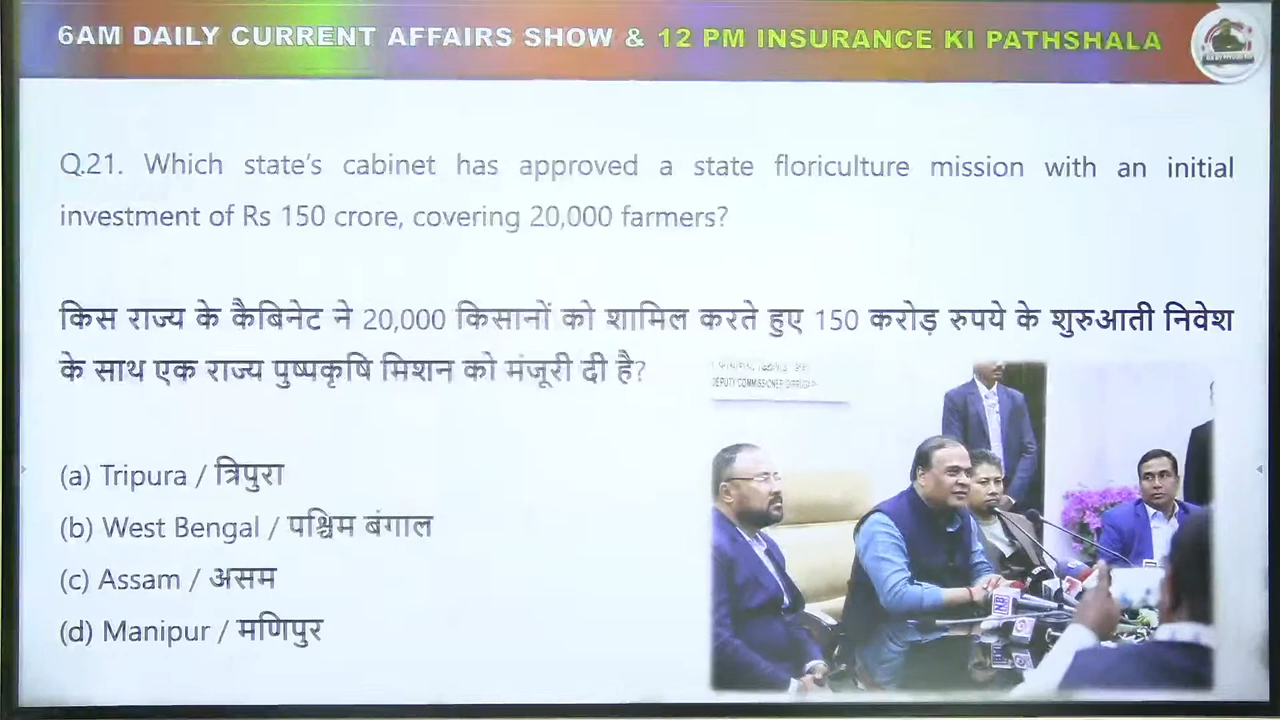 6AM DAILY CURRENT AFFAIRS SHOW & 12 PM INSURANCE KI PATHSHALA
Q.21. Which state's cabinet has approved a state floriculture mission with an initial
investment of Rs 150 crore, covering 20,000 farmers?
किस राज्य के कैबिनेट ने 20,000 किसानों को शामिल करते हुए 150 करोड़ रुपये के शुरुआती निवेश
के साथ एक राज्य पुष्पकृषि मिशन को मंजूरी दी है?
DEPUTY COMMISSIONER
(a) Tripura / त्रिपुरा
(b) West Bengal / पश्चिम बंगाल
(c) Assam / असम
(d) Manipur / मणिपुर
NB